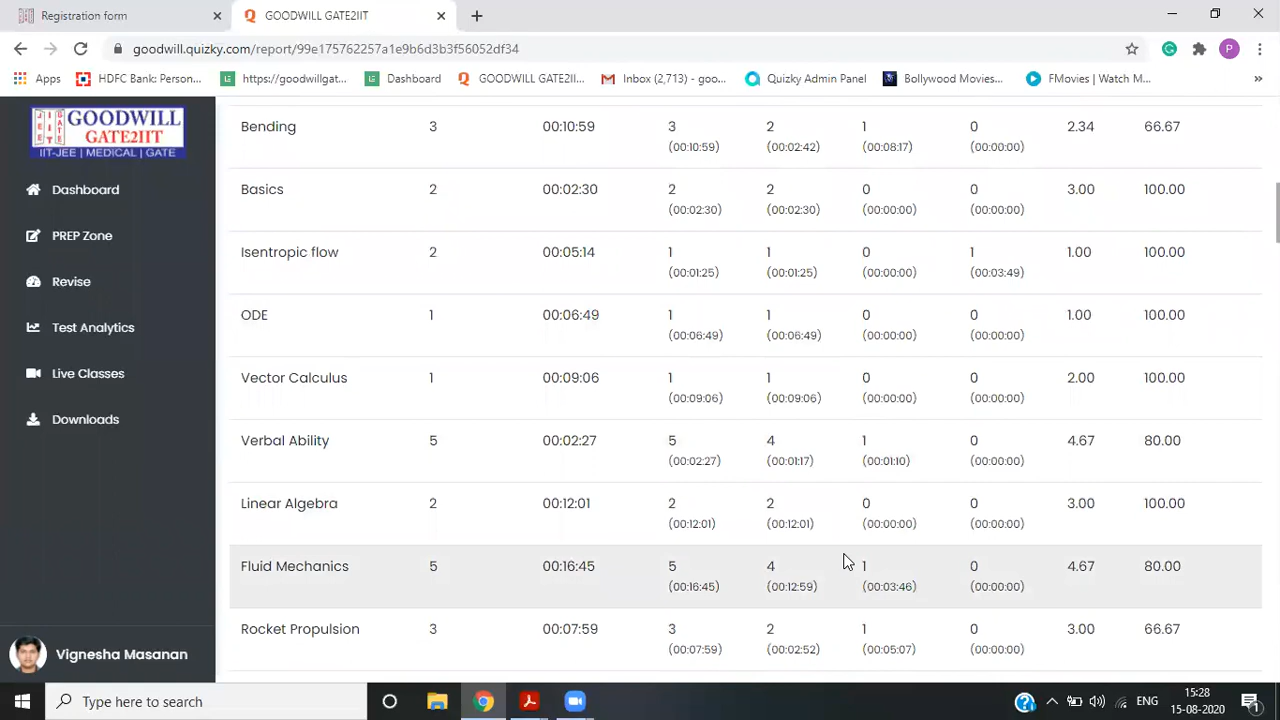 Registration form
GOODWILL GATE2IIT
goodwill.quizky.com/report/99e175762257a1e9b6d3b3f56052df34
Apps
HDFC Bank: Person...
https://goodwillgat...
Dashboard
GOODWILL GATE2II...
Inbox (2,713) - goo...
Quizky Admin Panel
Bollywood Movies...
FMovies | Watch M...
JEE IIT GATE
GOODWILL
GATE2IIT
IIT-JEE | MEDICAL | GATE
Dashboard
PREP Zone
Revise
Test Analytics
Live Classes
Downloads
Vignesha Masanan
Bending 3 00:10:59 3 2 1 0 2.34 66.67
(00:10:59) (00:02:42) (00:08:17) (00:00:00)
Basics 2 00:02:30 2 2 0 0 3.00 100.00
(00:02:30) (00:02:30) (00:00:00) (00:00:00)
Isentropic flow 2 00:05:14 1 1 0 1 1.00 100.00
(00:01:25) (00:01:25) (00:00:00) (00:03:49)
ODE 1 00:06:49 1 1 0 0 1.00 100.00
(00:06:49) (00:06:49) (00:00:00) (00:00:00)
Vector Calculus 1 00:09:06 1 1 0 0 2.00 100.00
(00:09:06) (00:09:06) (00:00:00) (00:00:00)
Verbal Ability 5 00:02:27 5 4 1 0 4.67 80.00
(00:02:27) (00:01:17) (00:01:10) (00:00:00)
Linear Algebra 2 00:12:01 2 2 0 0 3.00 100.00
(00:12:01) (00:12:01) (00:00:00) (00:00:00)
Fluid Mechanics 5 00:16:45 5 4 1 0 4.67 80.00
(00:16:45) (00:12:59) (00:03:46) (00:00:00)
Rocket Propulsion 3 00:07:59 3 2 1 0 3.00 66.67
(00:07:59) (00:02:52) (00:05:07) (00:00:00)
Type here to search
ENG
15:28
15-08-2020